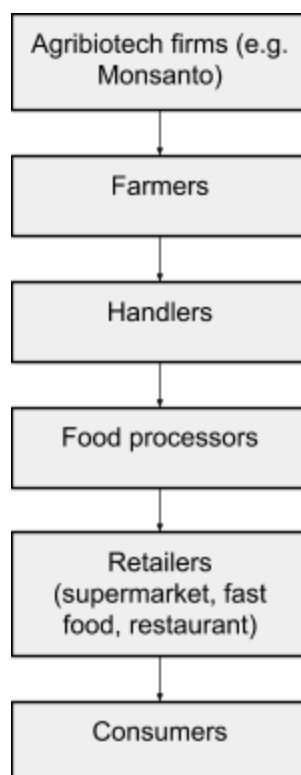 Agribiotech firms (e.g.
Monsanto)
Farmers
Handlers
Food processors
Retailers
(supermarket, fast
food, restaurant)
Consumers